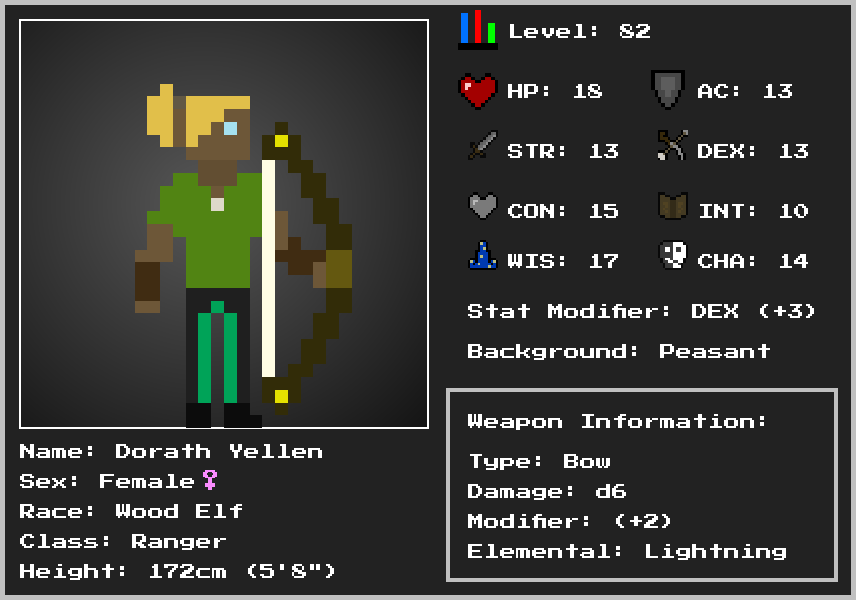 Level: 82
HP: 18 AC: 13
STR: 13 DEX: 13
CON: 15 INT: 10
WIS: 17 CHA: 14
Stat Modifier: DEX (+3)
Background: Peasant
Weapon Information:
Type: Bow
Damage: d6
Modifier: (+2)
Elemental: Lightning
Name: Dorath Yellen
Sex: Female♀
Race: Wood Elf
Class: Ranger
Height: 172cm (5'8")